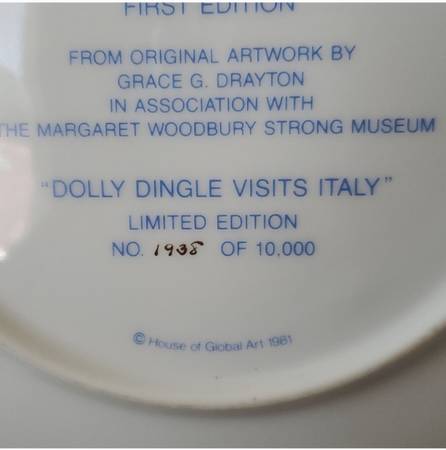 FIRST EDITION
FROM ORIGINAL ARTWORK BY
GRACE G. DRAYTON
IN ASSOCIATION WITH
THE MARGARET WOODBURY STRONG MUSEUM
"DOLLY DINGLE VISITS ITALY"
LIMITED EDITION
NO. 1938 OF 10,000
© House of Global Art 1981